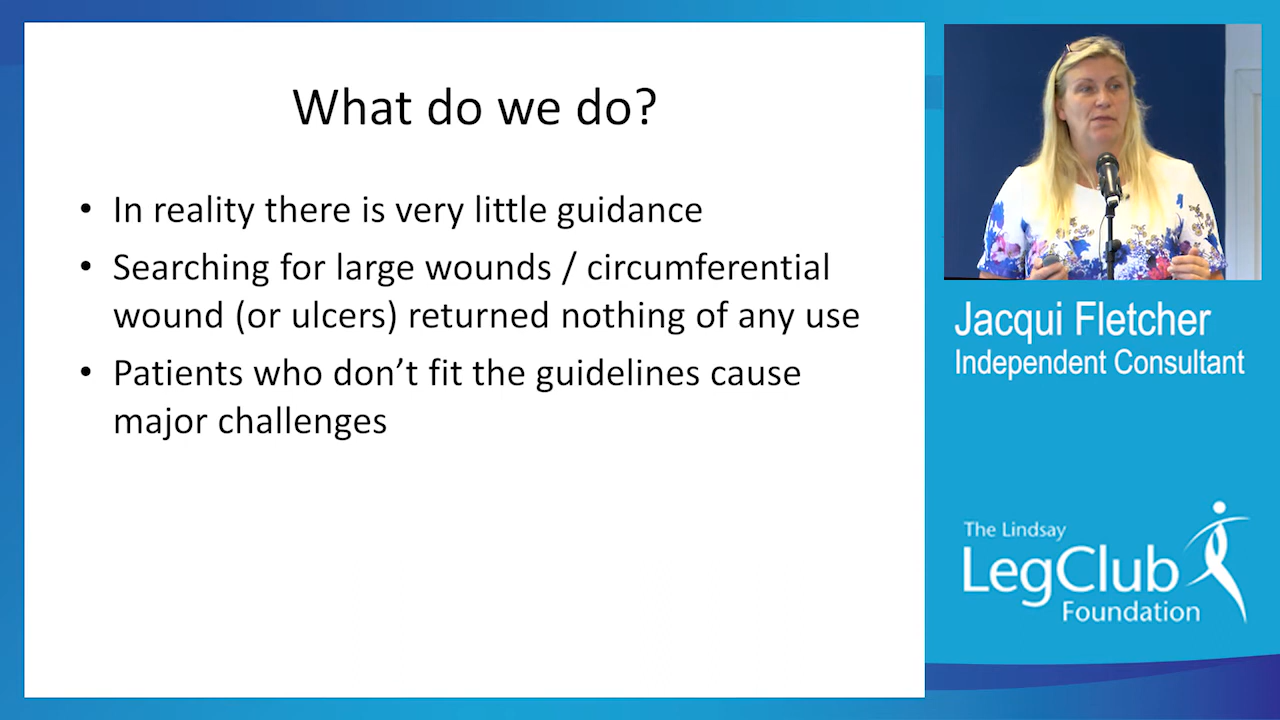 What do we do?
• In reality there is very little guidance
• Searching for large wounds / circumferential
wound (or ulcers) returned nothing of any use
• Patients who don’t fit the guidelines cause
major challenges
Jacqui Fletcher
Independent Consultant
The Lindsay
LegClub
Foundation